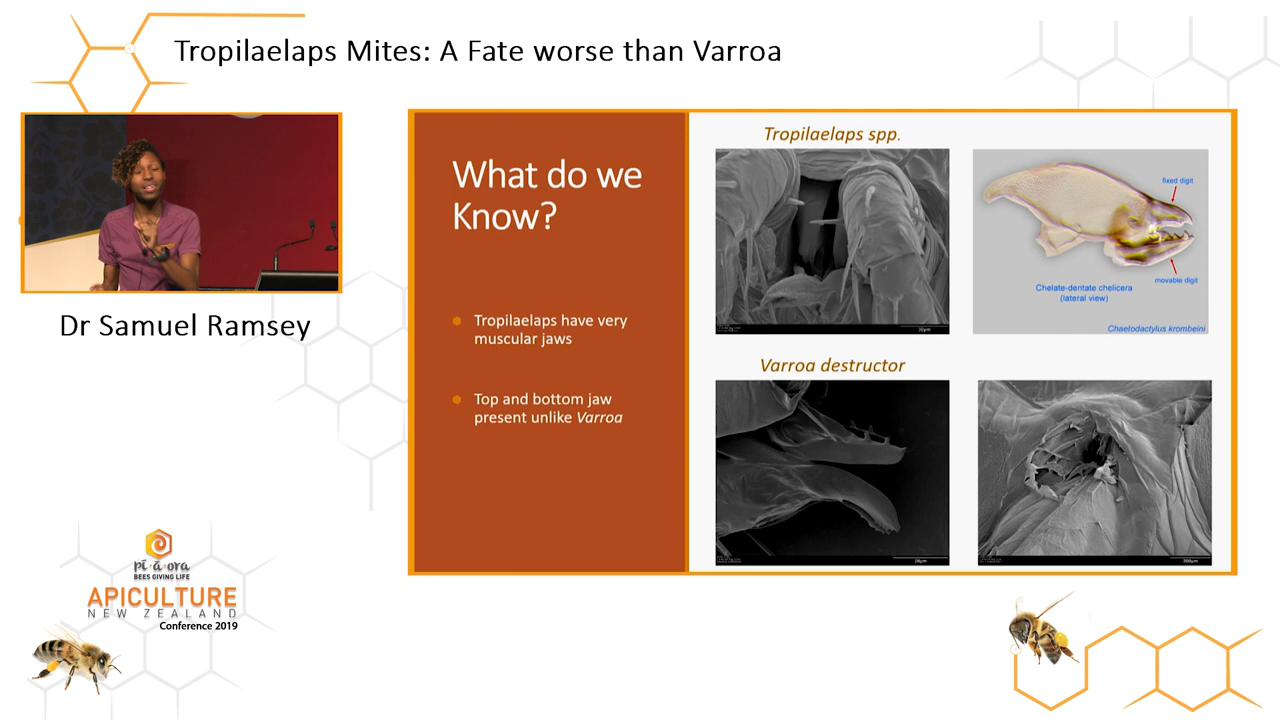 Tropilaelaps Mites: A Fate worse than Varroa
Dr Samuel Ramsey
What do we
Know?
Tropilaelaps have very
muscular jaws
Top and bottom jaw
present unlike Varroa
Tropilaelaps spp.
fixed digit
movable digit
Chelate-dentate chelicera
(lateral view)
Chaetodactylus krombeini
Varroa destructor
pī·ā·ora
BEES GIVING LIFE
APICULTURE
NEW ZEALAND
Conference 2019